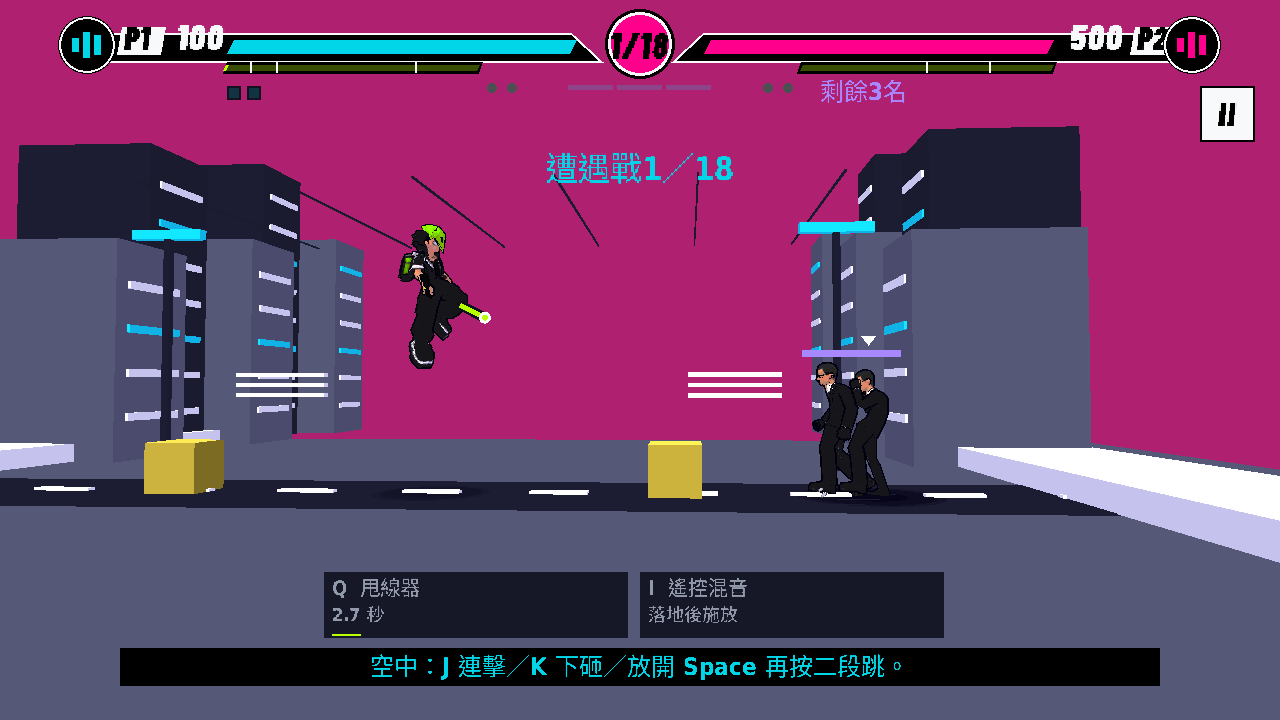 P1 100
1/18
500 P2
剩餘3名
遭遇戰1／18
Q 甩線器
2.7 秒
I 遙控混音
落地後施放
空中：J 連擊／K 下砸／放開 Space 再按二段跳。